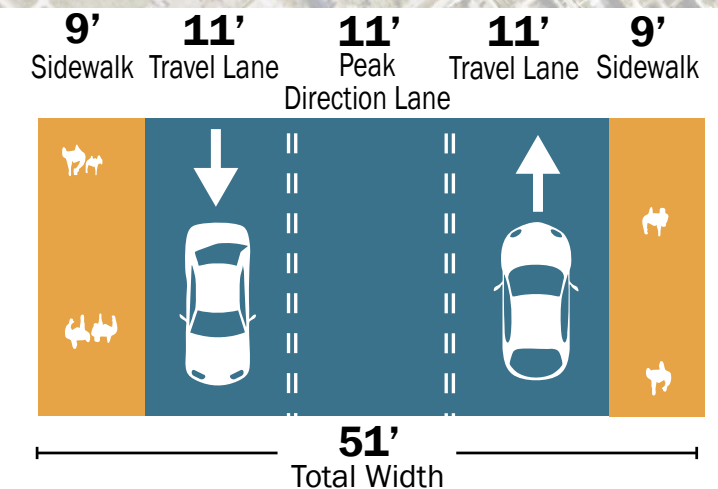 9’ 11’ 11’ 11’ 9’
Sidewalk Travel Lane Peak Travel Lane Sidewalk
Direction Lane
51’
Total Width